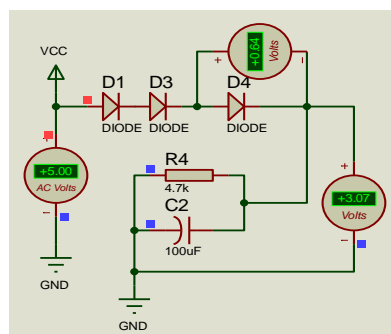 VCC
D1
D3
D4
DIODE
DIODE
DIODE
+
+0.64
Volts
-
+
+5.00
AC Volts
-
R4
4.7k
C2
100uF
+
+3.07
Volts
-
GND
GND